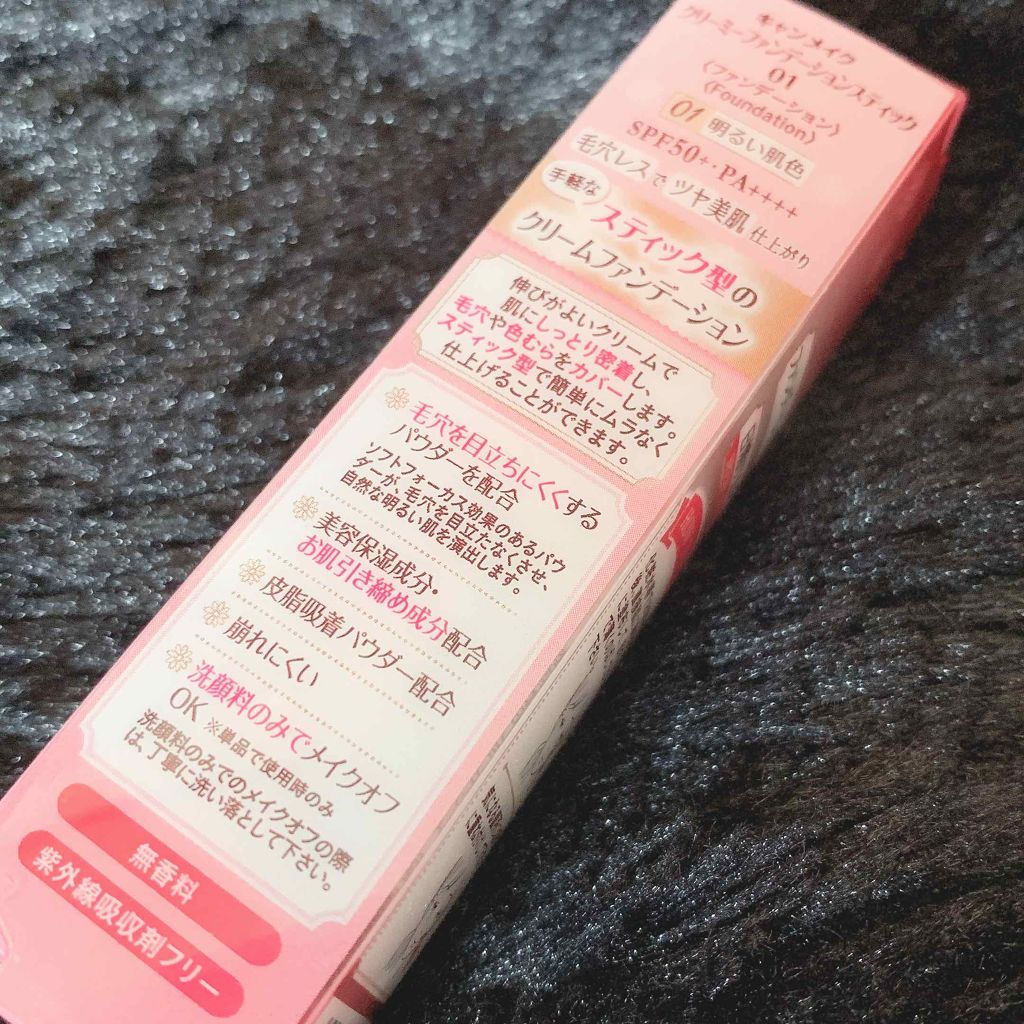 キャンメイク
クリーミーファンデーションスティック
01
〈ファンデーション〉
〈Foundation〉
01 明るい肌色
SPF50+・PA++++
毛穴レスでツヤ美肌仕上がり
手軽な
スティック型の
クリームファンデーション
伸びがよいクリームで
肌にしっとり密着し、
毛穴や色むらをカバーします。
スティック型で簡単にムラなく
仕上げることができます。
毛穴を目立ちにくくする
パウダーを配合
ソフトフォーカス効果のあるパウ
ダーが、毛穴を目立たなくさせ、
自然な明るい肌を演出します。
美容保湿成分・
お肌引き締め成分配合
皮脂吸着パウダー配合
崩れにくい
洗顔料のみでメイクオフ
OK ※単品で使用時のみ
洗顔料のみでのメイクオフの際
は、丁寧に洗い落として下さい。
無香料
紫外線吸収剤フリー